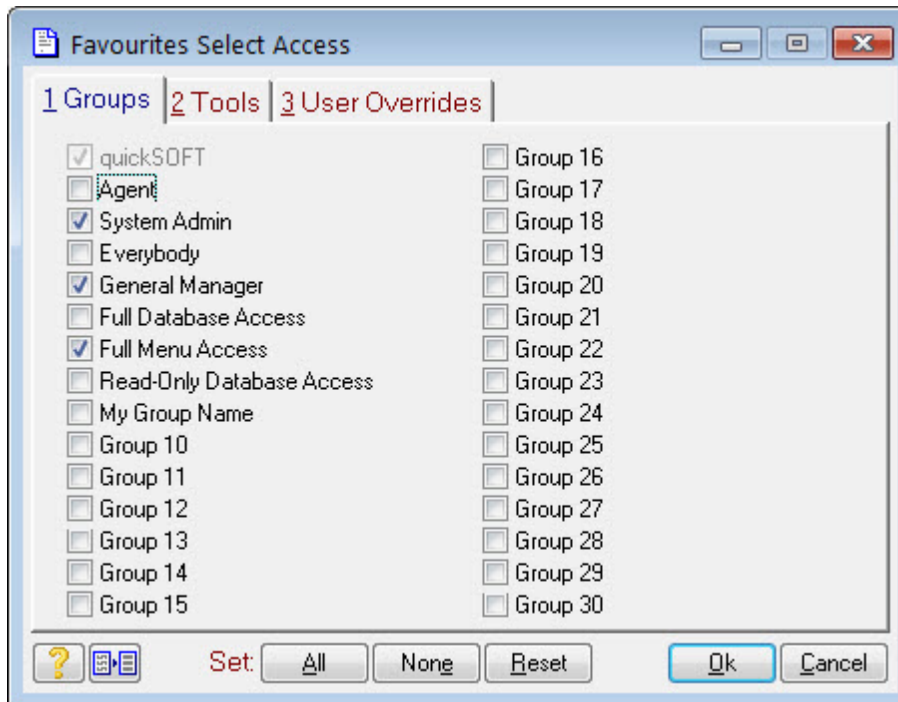 Favourites Select Access
1 Groups 2 Tools 3 User Overrides
quickSOFT
Agent
System Admin
Everybody
General Manager
Full Database Access
Full Menu Access
Read-Only Database Access
My Group Name
Group 10
Group 11
Group 12
Group 13
Group 14
Group 15
Group 16
Group 17
Group 18
Group 19
Group 20
Group 21
Group 22
Group 23
Group 24
Group 25
Group 26
Group 27
Group 28
Group 29
Group 30
? Set: All None Reset Ok Cancel